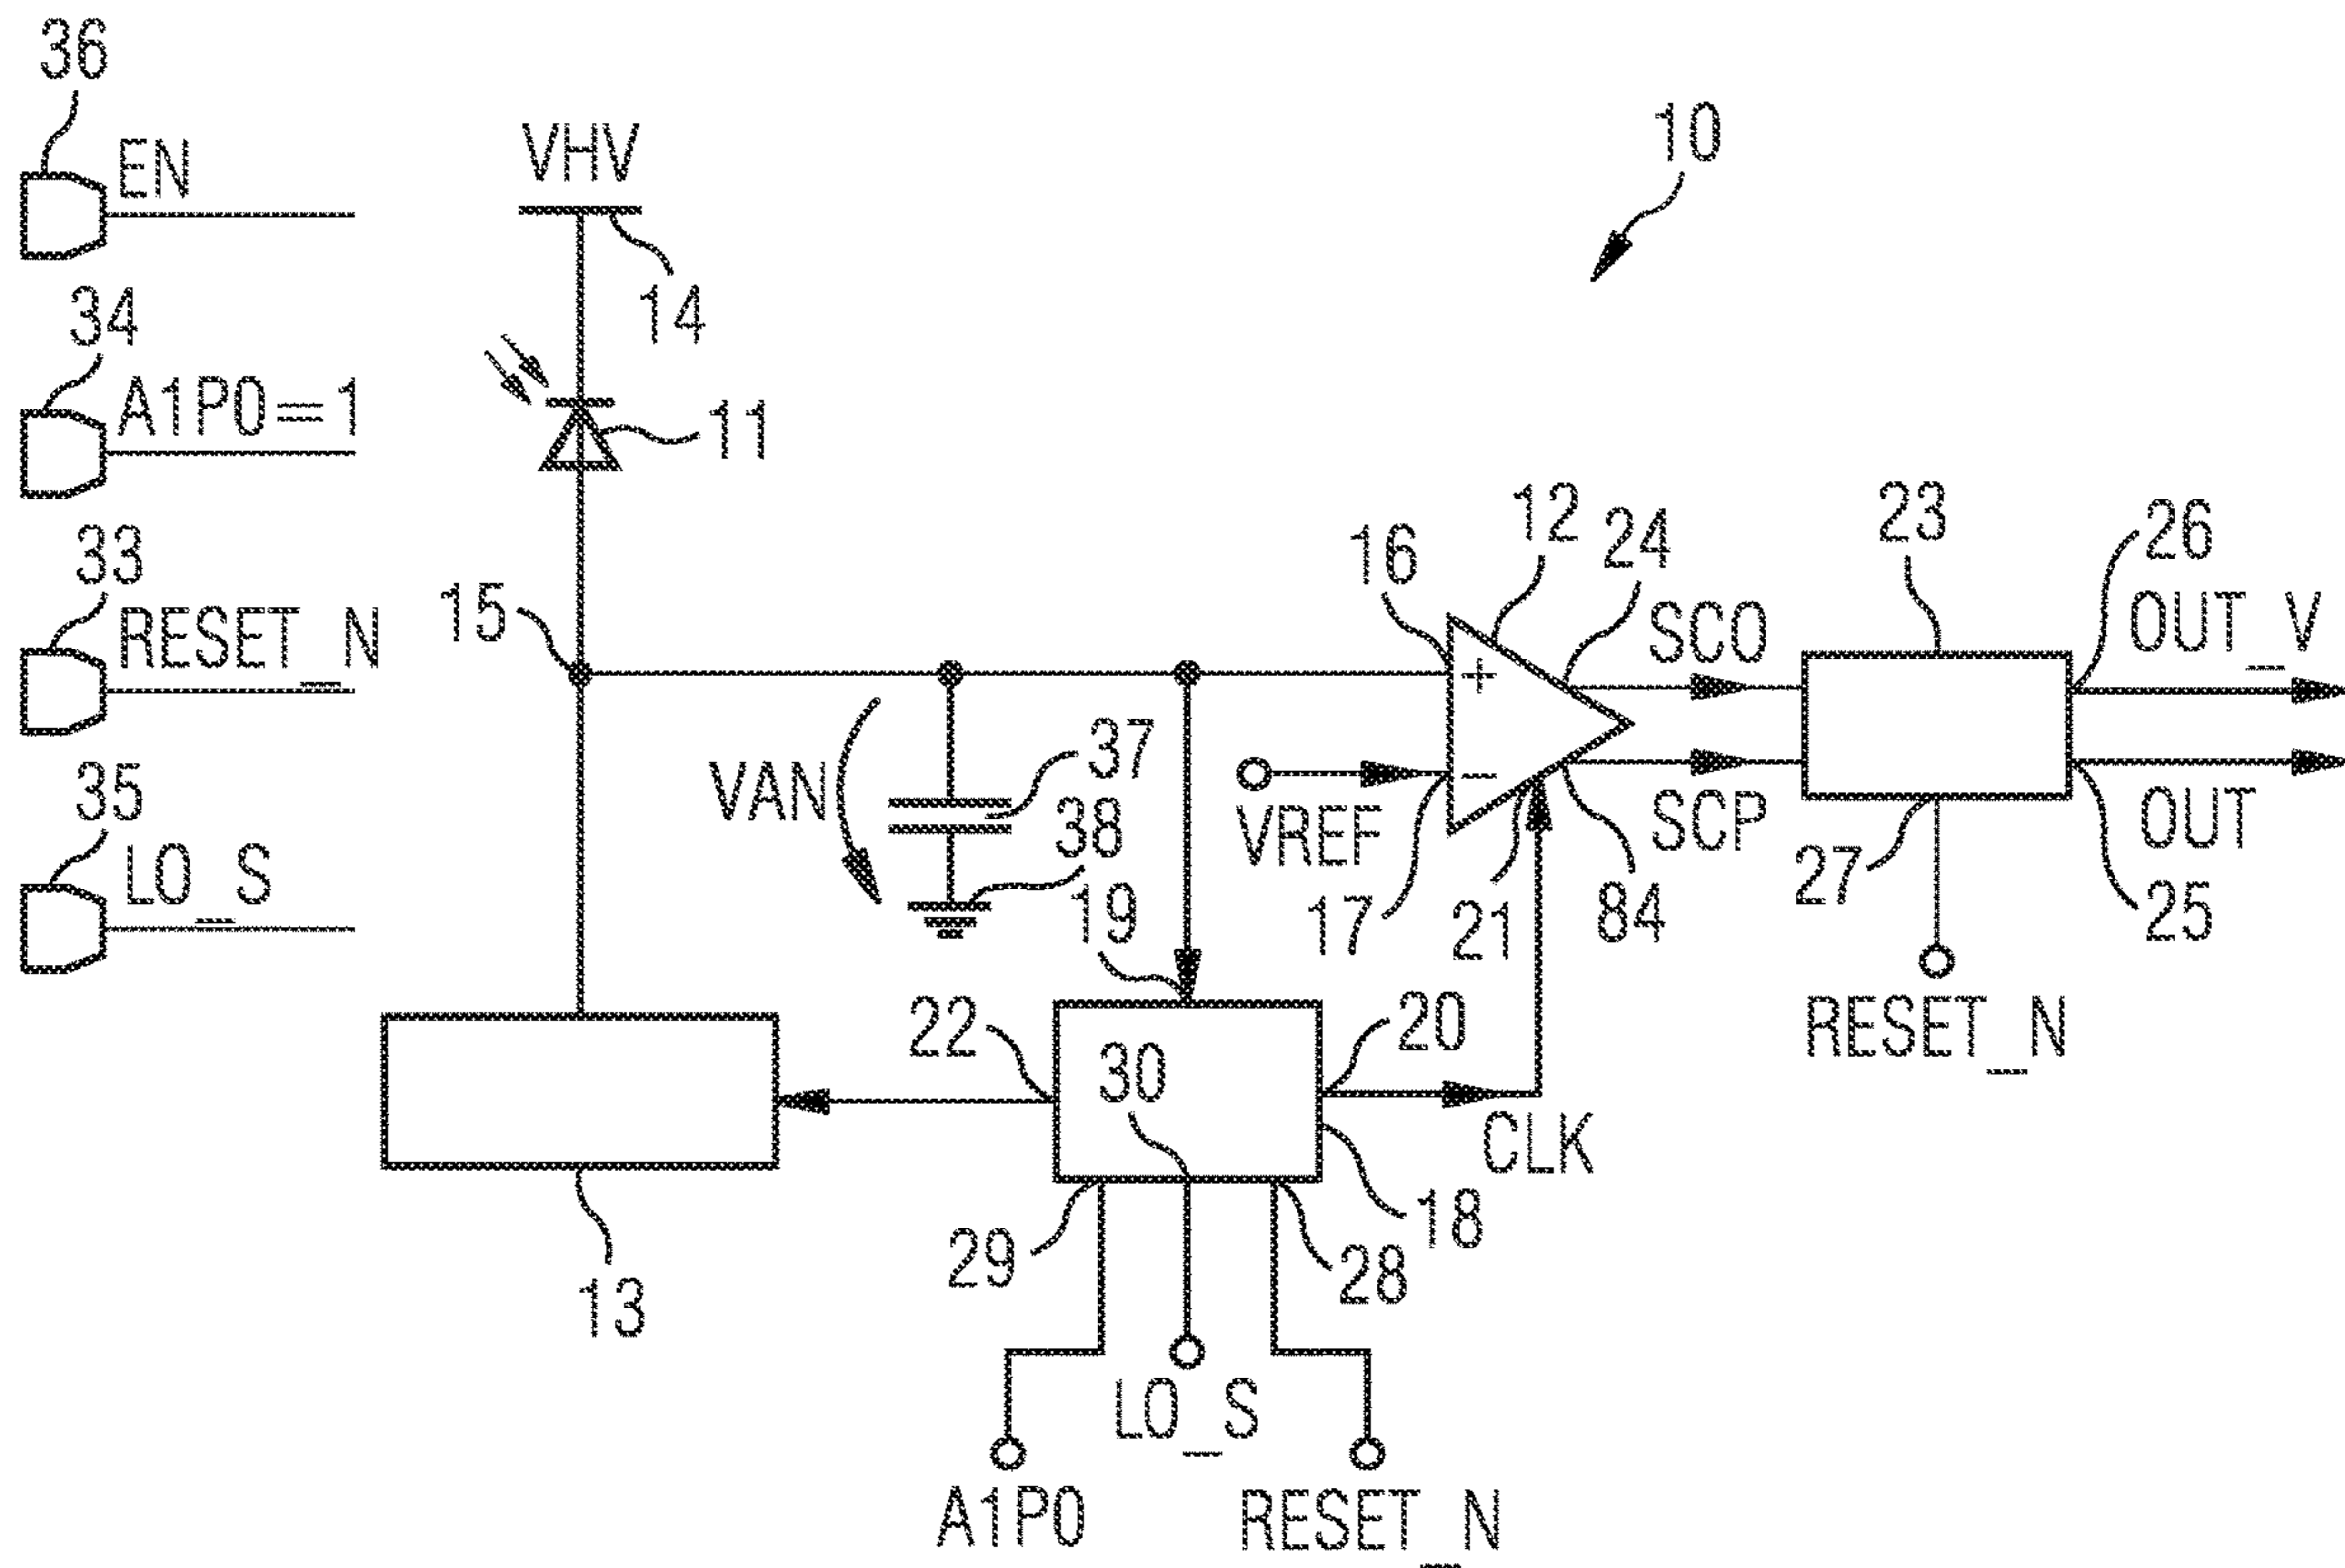 36
EN
VHV
10
14
34
A1P0=1
11
33
RESET_N
15
16
12
24
23
26
SCO
OUT_V
35
LO_S
VAN
37
38
VREF
SCP
OUT
19
17
21
84
27
25
RESET_N
22
30
20
CLK
29
18
28
13
LO_S
A1P0
RESET_N